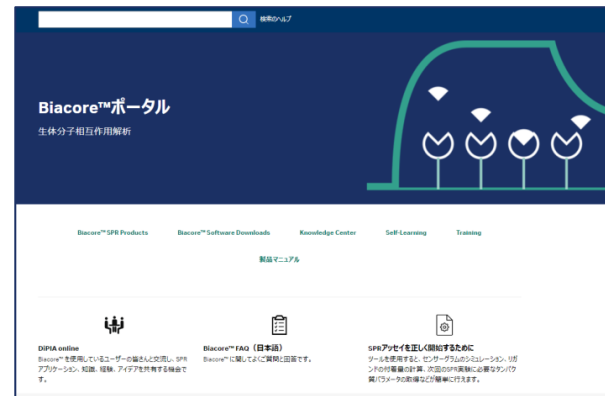 検索のヘルプ
Biacore™ポータル
生体分子相互作用解析
Biacore™ SPR Products
Biacore™ Software Downloads
Knowledge Center
Self-Learning
Training
製品マニュアル
DiPIA online
Biacore™ を使用しているユーザーの皆さんと交流し、SPR
アプリケーション、知識、経験、アイデアを共有する機会で
す。
Biacore™ FAQ（日本語）
Biacore™ に関してよくご質問と回答です。
SPRアッセイを正しく開始するために
ツールを使用すると、センサーグラムのシミュレーション、リガ
ンドの付着量の計算、次回のSPR実験に必要なタンパク
質パラメータの取得などが簡単に行えます。